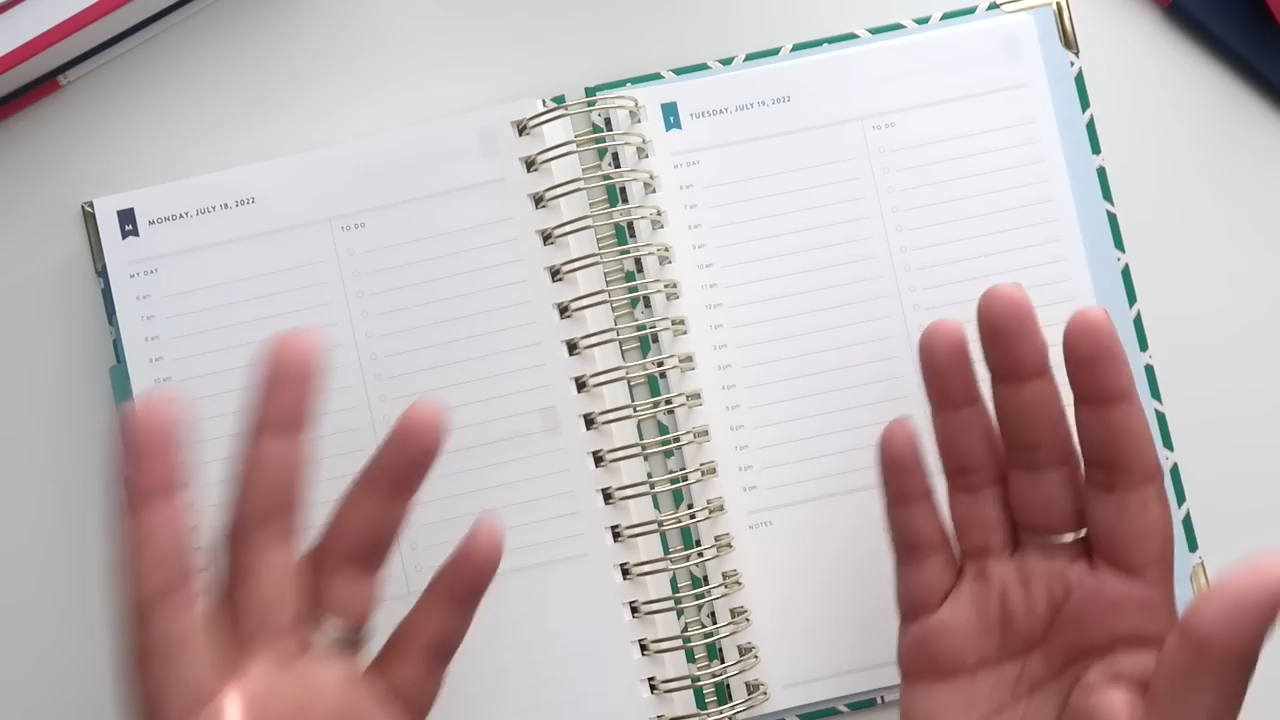 M
MONDAY, JULY 18, 2022
TO DO
MY DAY
6 am
7 am
8 am
9 am
10 am
T
TUESDAY, JULY 19, 2022
TO DO
MY DAY
6 am
7 am
8 am
9 am
10 am
11 am
12 pm
1 pm
2 pm
3 pm
4 pm
5 pm
6 pm
7 pm
8 pm
9 pm
NOTES